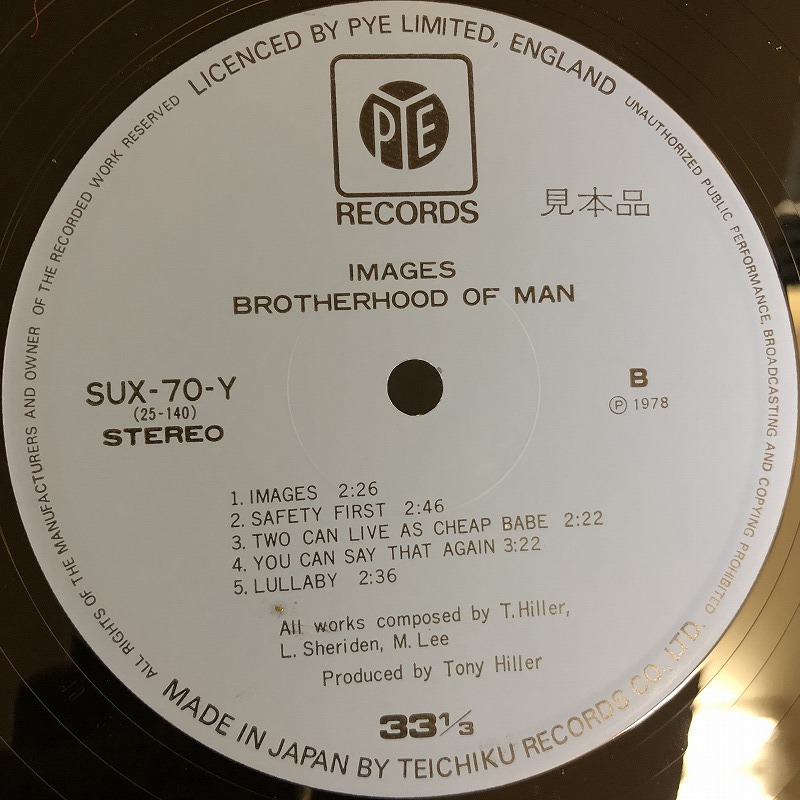 LICENCED BY PYE LIMITED, ENGLAND
UNAUTHORIZED PUBLIC PERFORMANCE, BROADCASTING AND COPYING PROHIBITED
PYE
RECORDS
見本品
IMAGES
BROTHERHOOD OF MAN
SUX-70-Y
(25-140)
STEREO
B
Ⓟ 1978
1. IMAGES 2:26
2. SAFETY FIRST 2:46
3. TWO CAN LIVE AS CHEAP BABE 2:22
4. YOU CAN SAY THAT AGAIN 3:22
5. LULLABY 2:36
All works composed by T.Hiller,
L. Sheriden, M. Lee
Produced by Tony Hiller
33 1/3
MADE IN JAPAN BY TEICHIKU RECORDS CO., LTD.
ALL RIGHTS OF THE MANUFACTURERS AND OWNER OF THE RECORDED WORK RESERVED